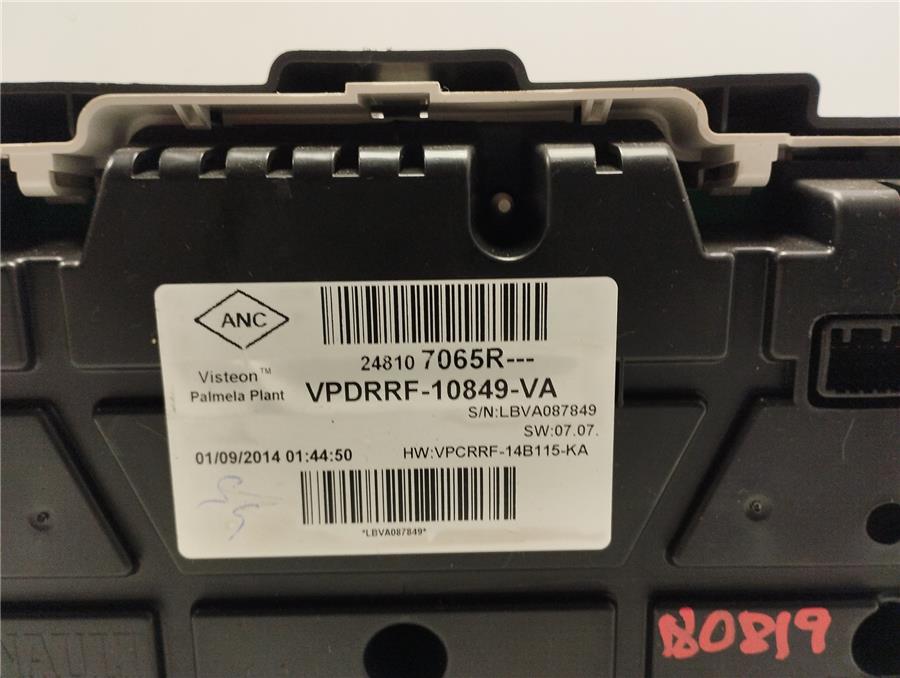 ANC
24810 7065R---
Visteon™
Palmela Plant
VPDRRF-10849-VA
S/N:LBVA087849
SW:07.07.
01/09/2014 01:44:50
HW:VPCRRF-14B115-KA
*LBVA087849*
180819